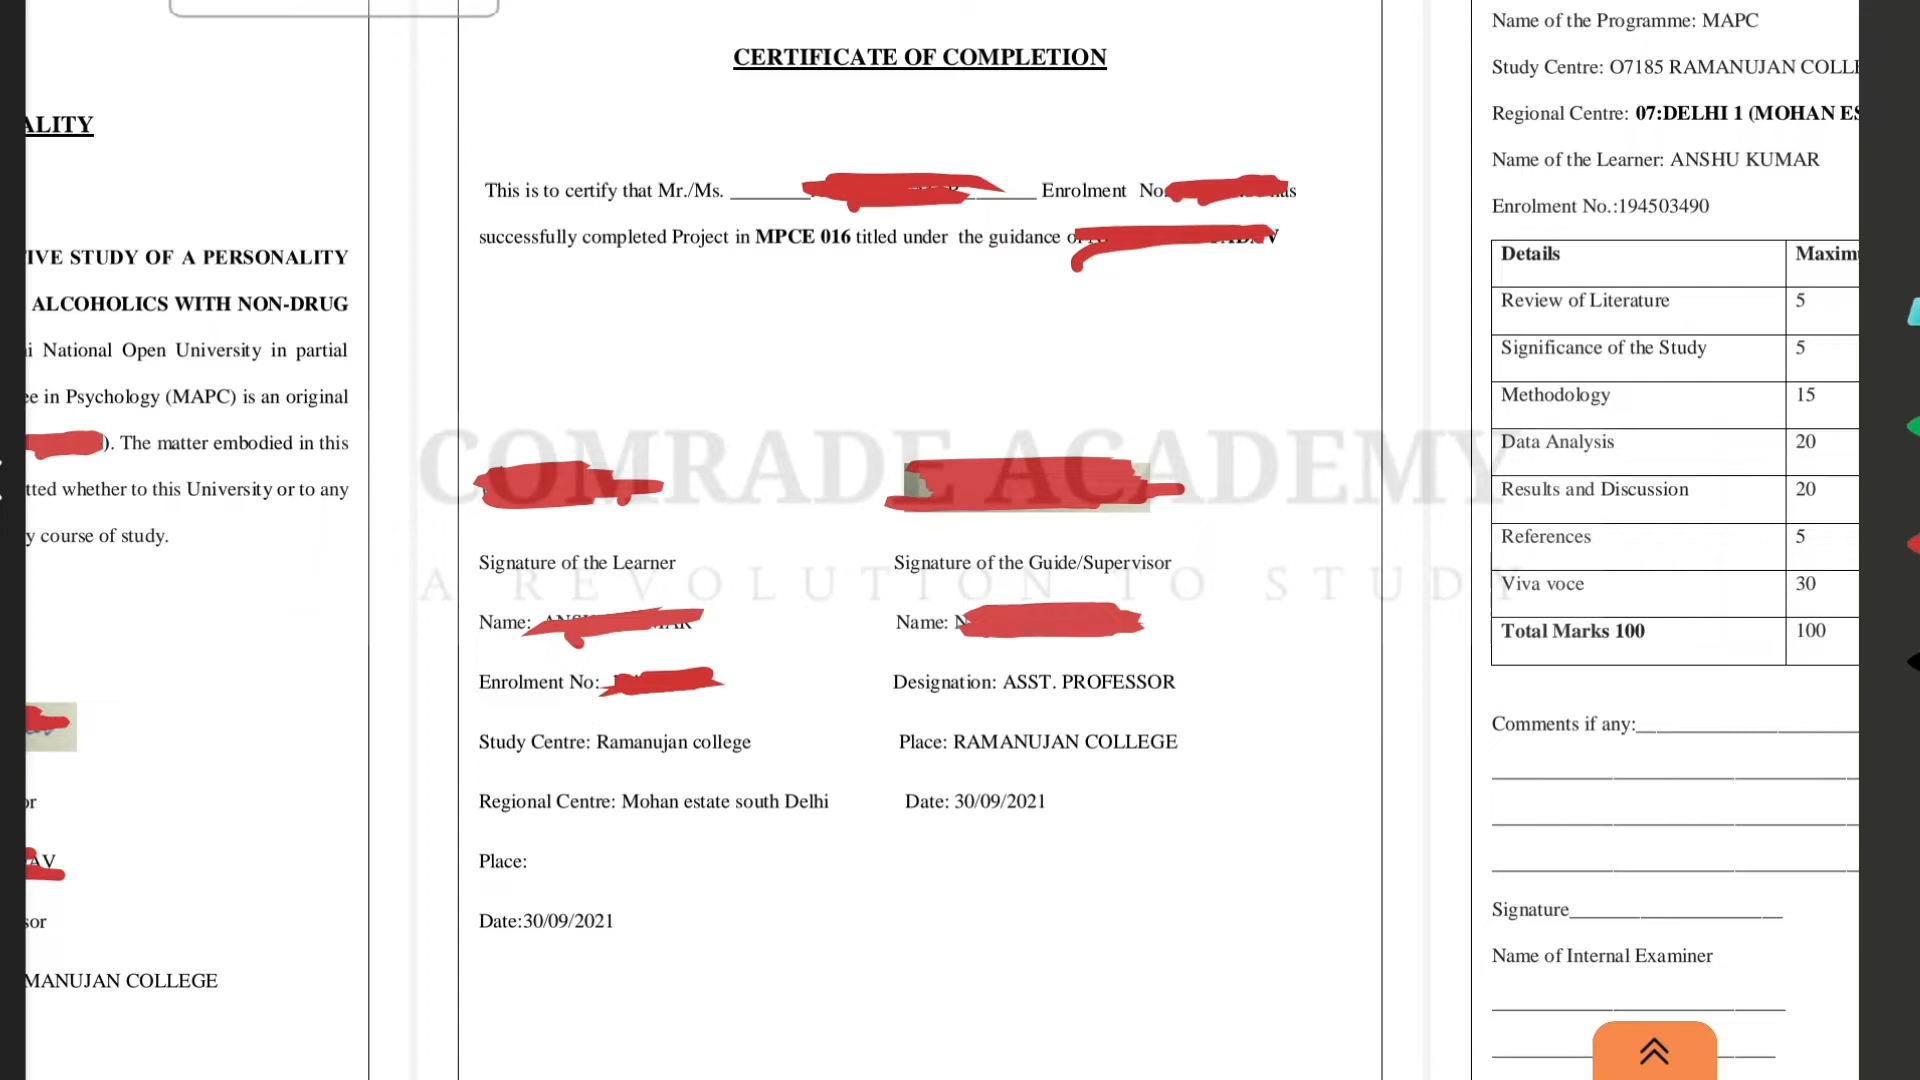 ALITY
IVE STUDY OF A PERSONALITY
ALCOHOLICS WITH NON-DRUG
i National Open University in partial
ee in Psychology (MAPC) is an original
). The matter embodied in this
tted whether to this University or to any
y course of study.
or
AV
sor
MANUJAN COLLEGE
CERTIFICATE OF COMPLETION
This is to certify that Mr./Ms. Enrolment No. has
successfully completed Project in MPCE 016 titled under the guidance of
COMRADE ACADEMY
A REVOLUTION TO STUDY
Signature of the Learner
Signature of the Guide/Supervisor
Name:
Name:
Enrolment No:
Designation: ASST. PROFESSOR
Study Centre: Ramanujan college
Place: RAMANUJAN COLLEGE
Regional Centre: Mohan estate south Delhi
Date: 30/09/2021
Place:
Date:30/09/2021
Name of the Programme: MAPC
Study Centre: O7185 RAMANUJAN COLLE
Regional Centre: 07:DELHI 1 (MOHAN ES
Name of the Learner: ANSHU KUMAR
Enrolment No.:194503490
Details Maxim
Review of Literature 5
Significance of the Study 5
Methodology 15
Data Analysis 20
Results and Discussion 20
References 5
Viva voce 30
Total Marks 100 100
Comments if any:
Signature
Name of Internal Examiner